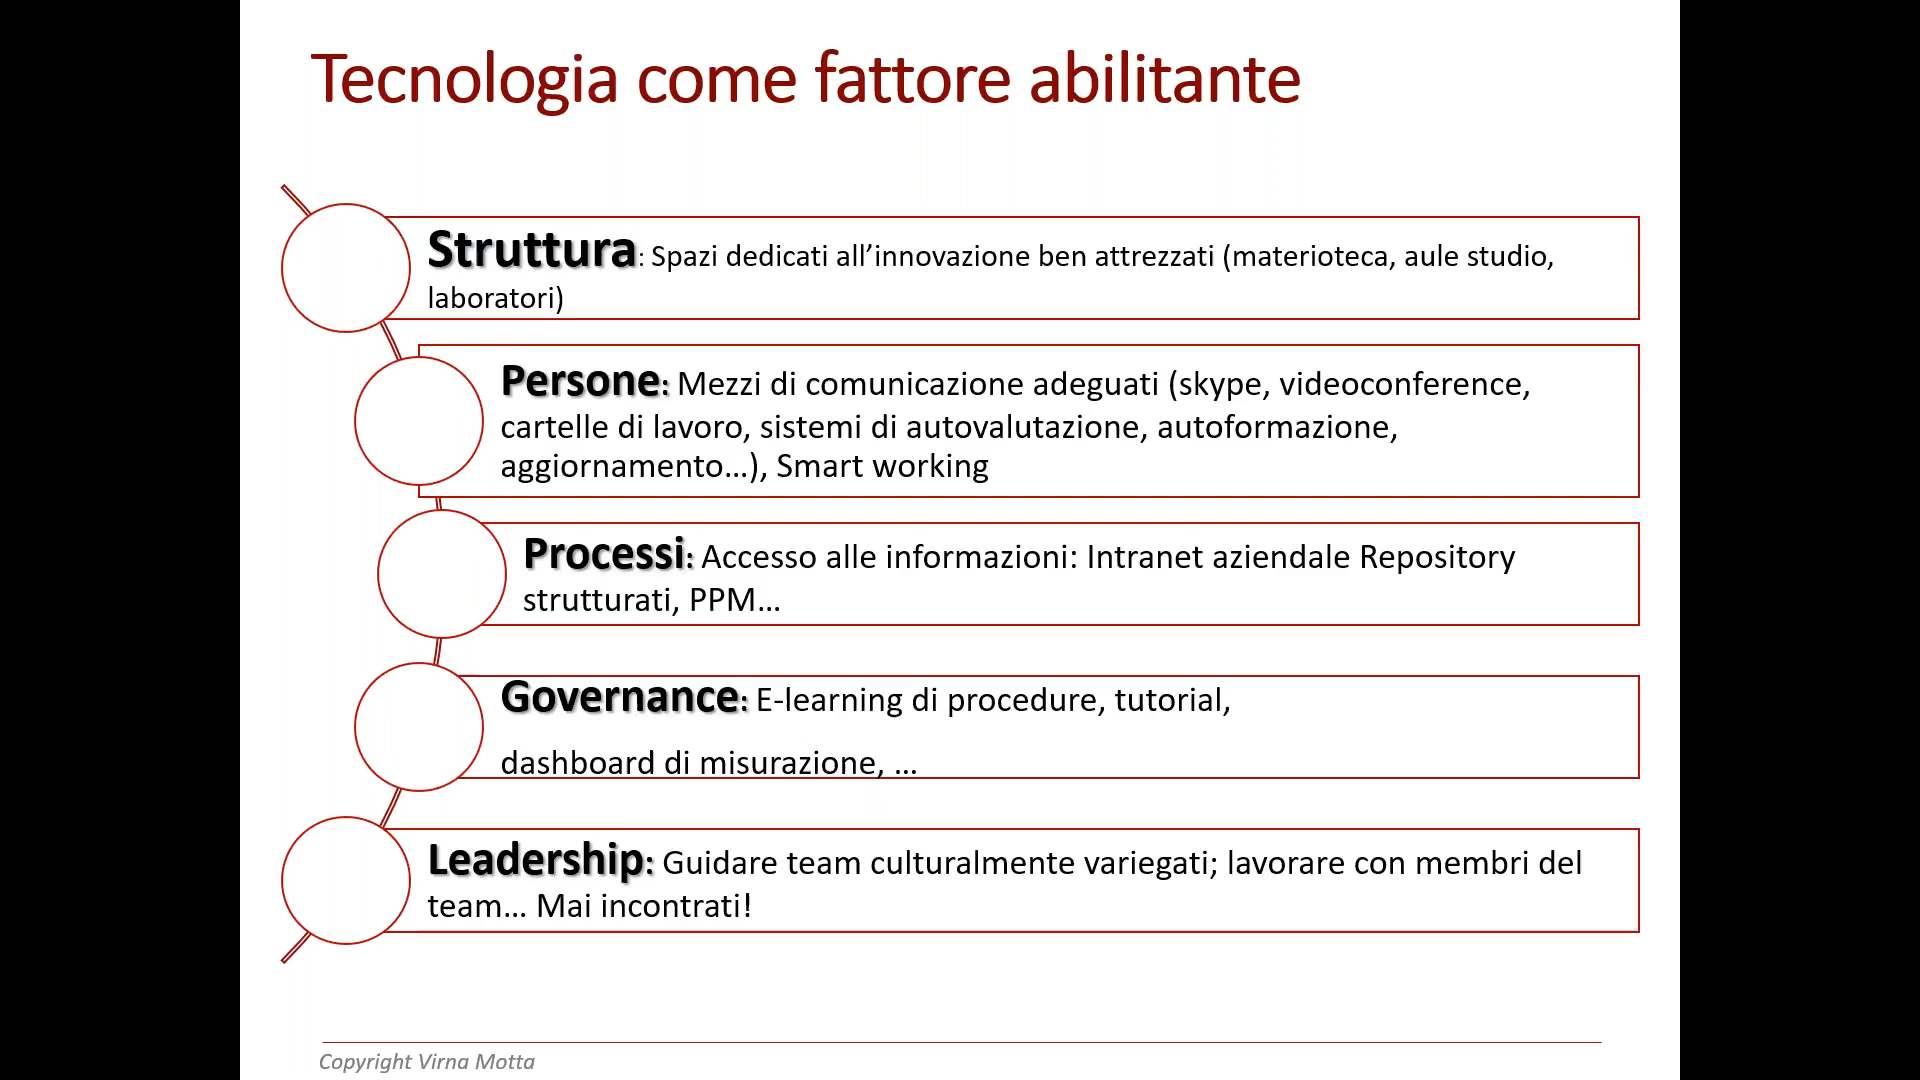 Tecnologia come fattore abilitante
Struttura: Spazi dedicati all’innovazione ben attrezzati (materioteca, aule studio,
laboratori)
Persone: Mezzi di comunicazione adeguati (skype, videoconference,
cartelle di lavoro, sistemi di autovalutazione, autoformazione,
aggiornamento…), Smart working
Processi: Accesso alle informazioni: Intranet aziendale Repository
strutturati, PPM…
Governance: E-learning di procedure, tutorial,
dashboard di misurazione, …
Leadership: Guidare team culturalmente variegati; lavorare con membri del
team… Mai incontrati!
Copyright Virna Motta